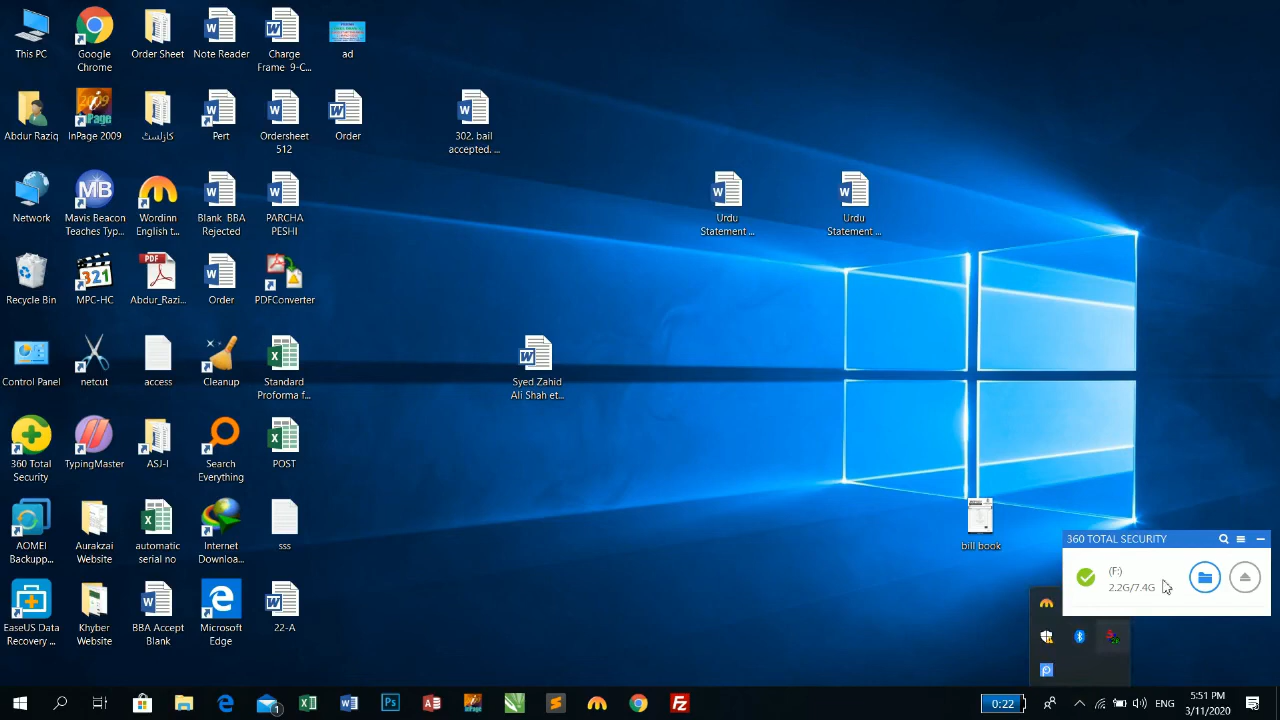 This PC
Google
Chrome
Order Sheet
Note Reader
Charge
Frame 9-C...
ad
Abdur Raziq
InPage 2009
کازلسٹ
Pert
Ordersheet
512
Order
302. bail
accepted. ...
Network
Mavis Beacon
Teaches Typ...
Wordinn
English t...
Blank BBA
Rejected
PARCHA
PESHI
Urdu
Statement ...
Urdu
Statement ...
Recycle Bin
MPC-HC
Abdur_Razi...
Order
PDFConverter
Control Panel
netcut
access
Cleanup
Standard
Proforma f...
Syed Zahid
Ali Shah et...
360 Total
Security
TypingMaster
ASJ-I
Search
Everything
POST
AOMEI
Backupp...
Aurakzai
Website
automatic
serial no
Internet
Downloa...
sss
bill book
360 TOTAL SECURITY
(F:)
2.2G/7.4G
EaseUS Data
Recovery ...
Khyber
Website
BBA Accept
Blank
Microsoft
Edge
22-A
0:22
ENG
5:51 PM
3/11/2020